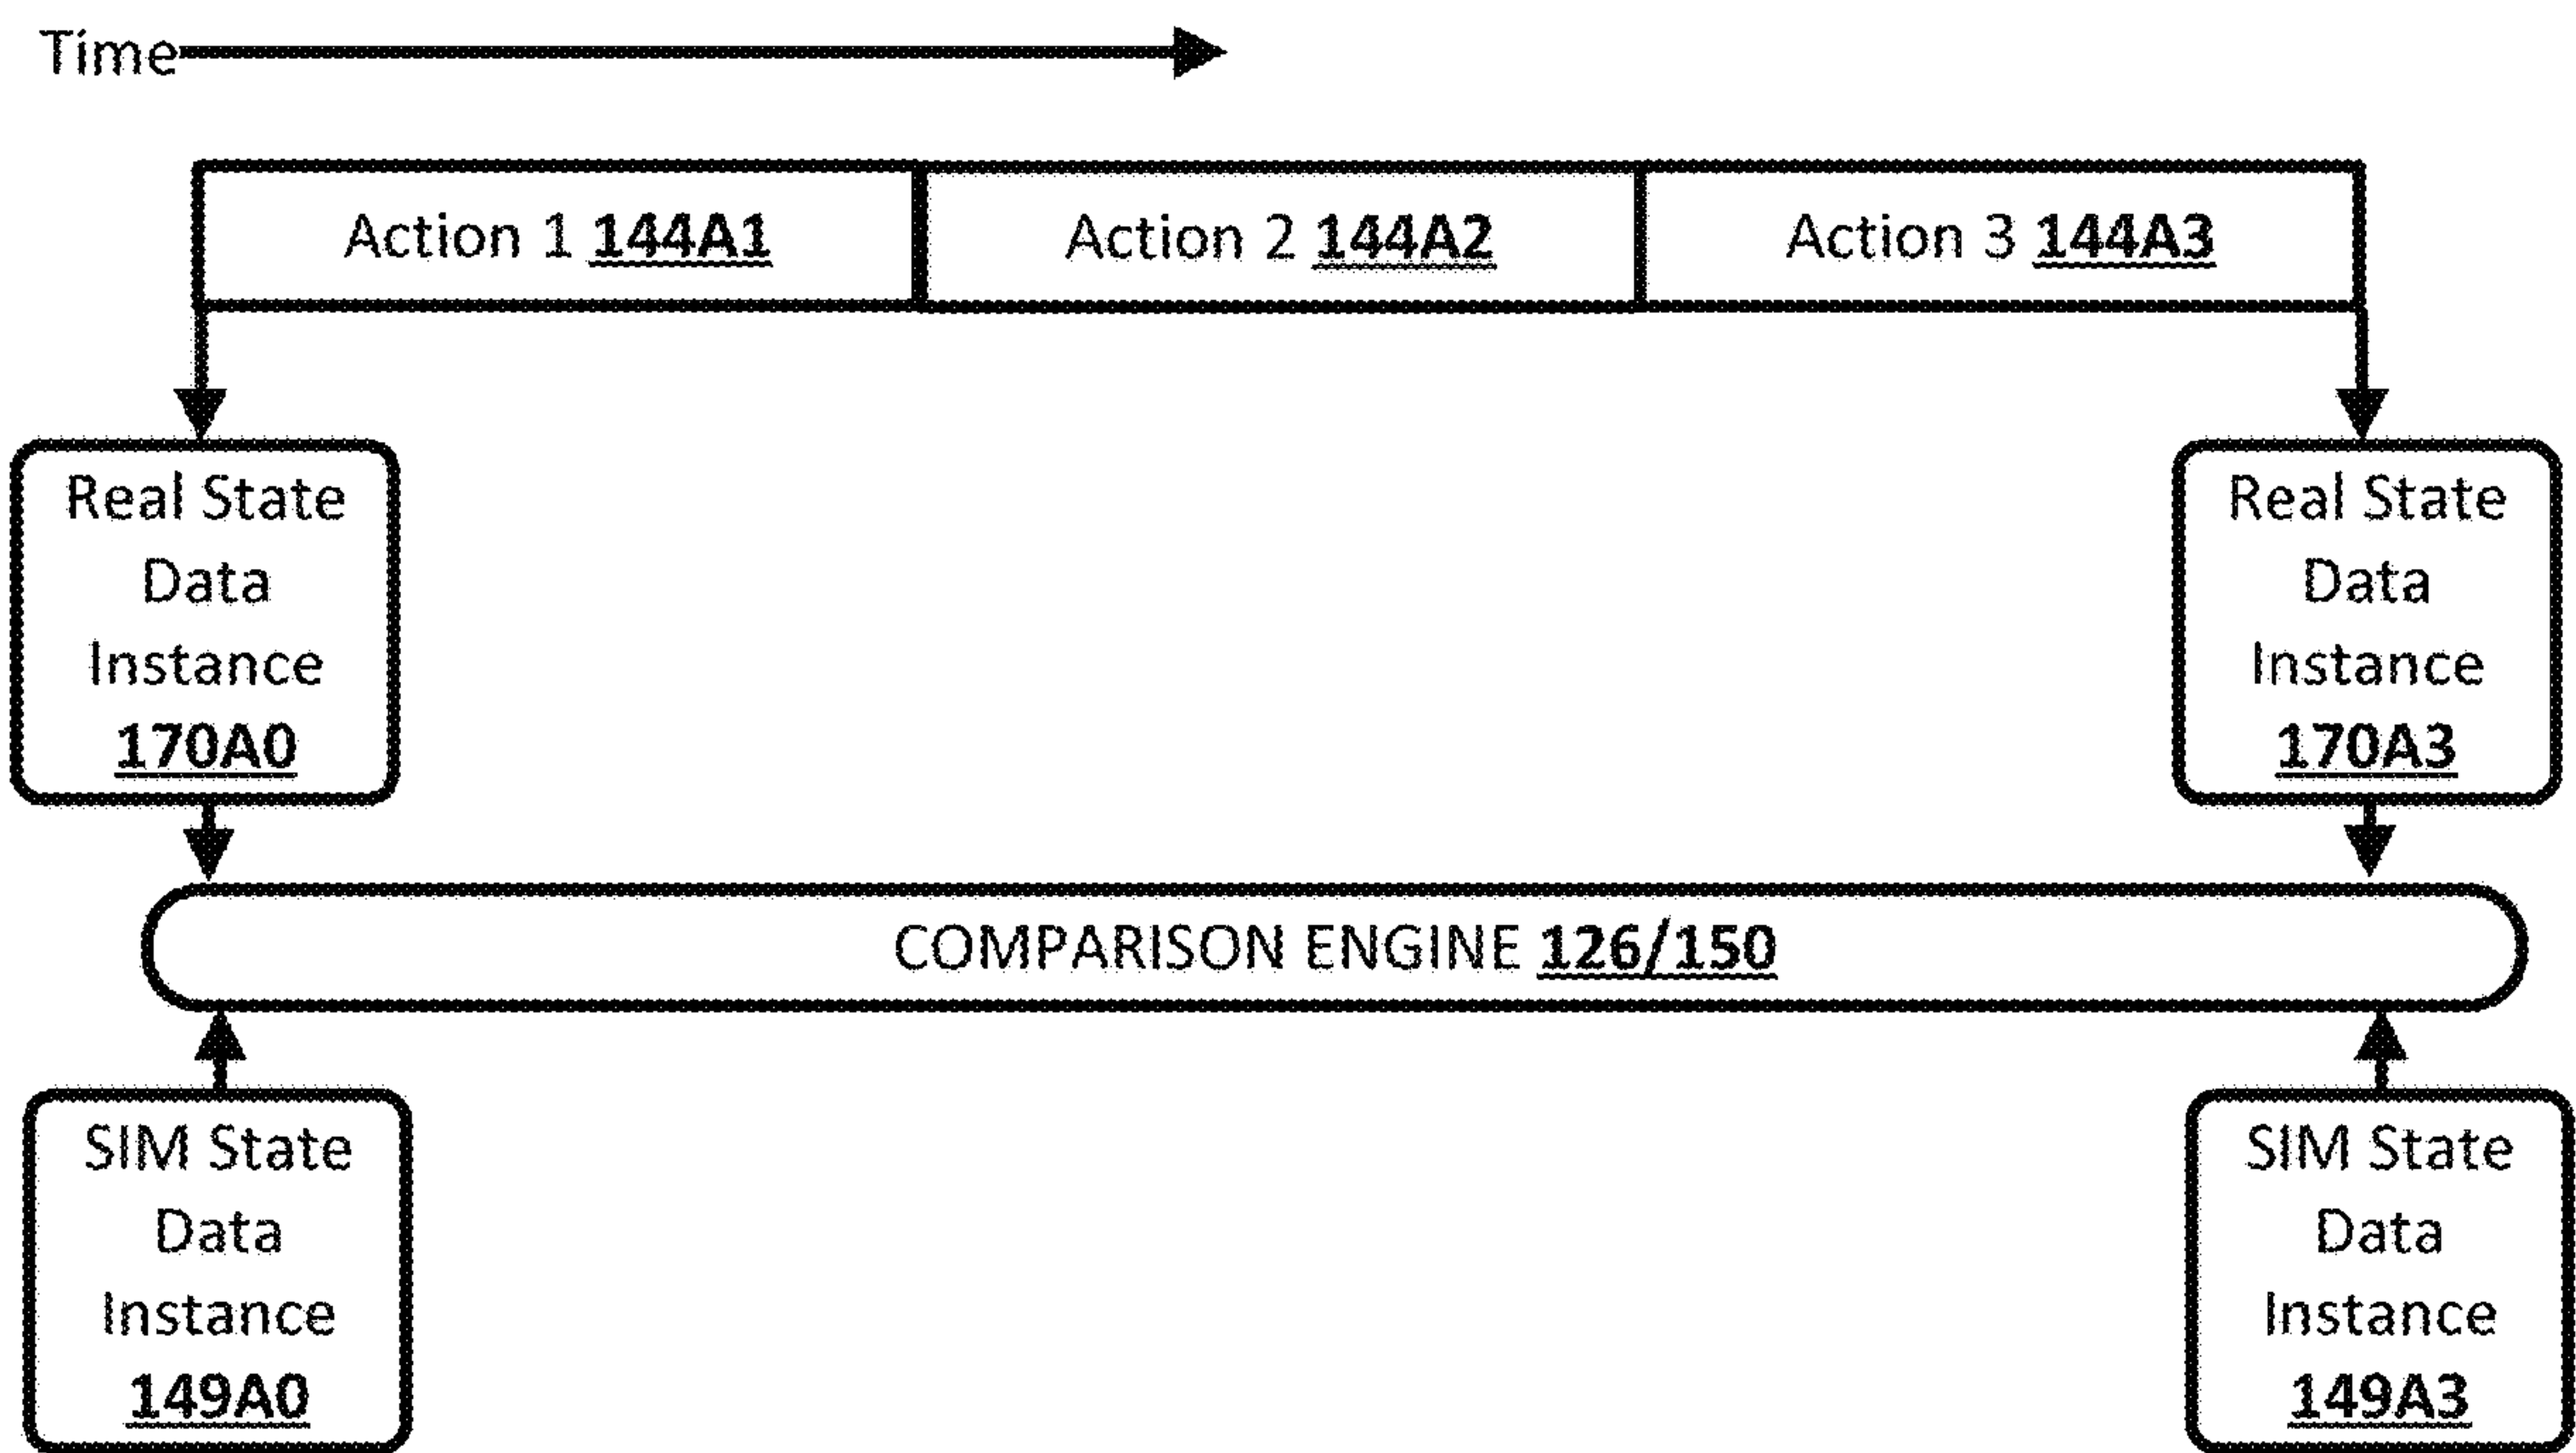 Time
Action 1 144A1
Action 2 144A2
Action 3 144A3
Real State
Data
Instance
170A0
Real State
Data
Instance
170A3
COMPARISON ENGINE 126/150
SIM State
Data
Instance
149A0
SIM State
Data
Instance
149A3